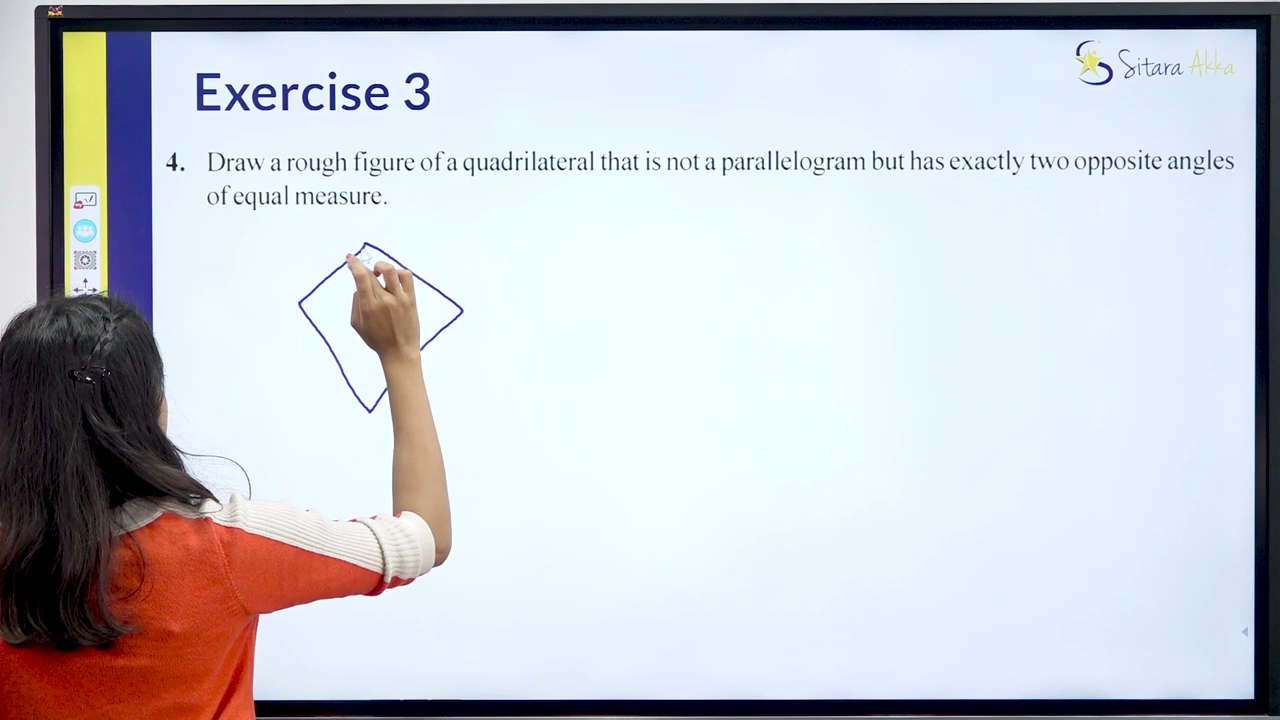 Sitara Akka
Exercise 3
4. Draw a rough figure of a quadrilateral that is not a parallelogram but has exactly two opposite angles
of equal measure.